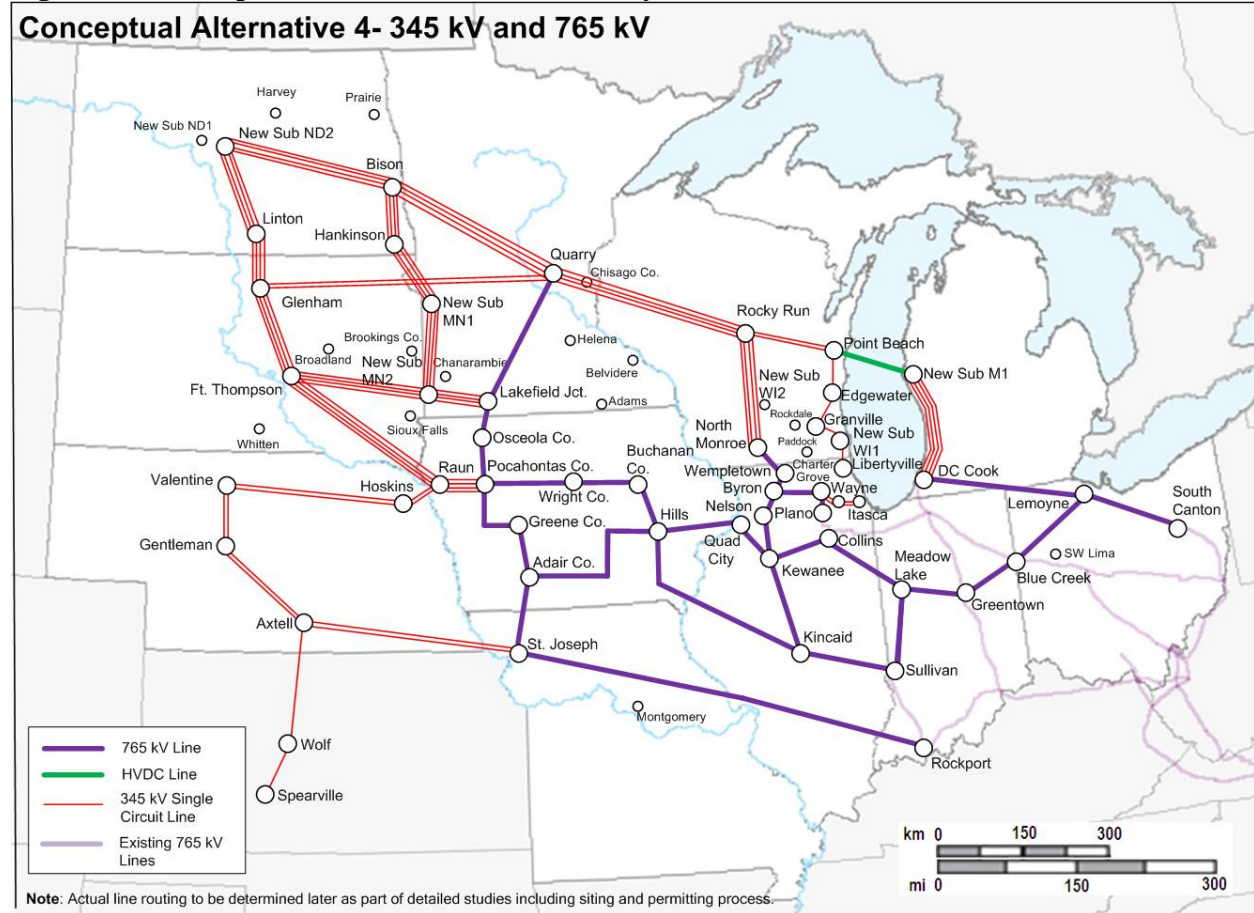 Conceptual Alternative 4- 345 kV and 765 kV
Harvey
Prairie
New Sub ND1
New Sub ND2
Bison
Linton
Hankinson
Quarry
Chisago Co.
Glenham
New Sub
MN1
Rocky Run
Brookings Co.
Helena
Point Beach
Broadland
New Sub
MN2
Chanarambie
Belvidere
New Sub
WI2
New Sub M1
Ft. Thompson
Edgewater
Lakefield Jct.
Adams
Rockdale
Granville
Sioux Falls
Whitten
Osceola Co.
North
Monroe
Paddock
New Sub
WI1
Buchanan
Co.
Wempletown
Charter
Grove
Libertyville
Raun
Pocahontas Co.
DC Cook
Valentine
Hoskins
Wright Co.
Byron
Wayne
South
Canton
Lemoyne
Nelson
Plano
Itasca
Greene Co.
Hills
Quad
City
Collins
Gentleman
Meadow
Lake
SW Lima
Adair Co.
Kewanee
Blue Creek
Greentown
Axtell
St. Joseph
Kincaid
Sullivan
Montgomery
Wolf
Rockport
Spearville
765 kV Line
HVDC Line
345 kV Single
Circuit Line
Existing 765 kV
Lines
km 0 150 300
mi 0 150 300
Note: Actual line routing to be determined later as part of detailed studies including siting and permitting process.